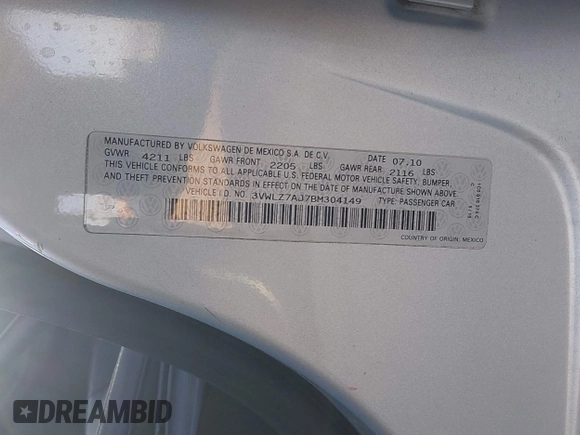 MANUFACTURED BY VOLKSWAGEN DE MEXICO S.A. DE C.V. DATE 07.10
GVWR 4211 LBS GAWR FRONT 2205 LBS GAWR REAR 2116 LBS
THIS VEHICLE CONFORMS TO ALL APPLICABLE U.S. FEDERAL MOTOR VEHICLE SAFETY, BUMPER,
AND THEFT PREVENTION STANDARDS IN EFFECT ON THE DATE OF MANUFACTURE SHOWN ABOVE
VEHICLE I D. NO. 3VWLZ7AJ7BM304149 TYPE: PASSENGER CAR
COUNTRY OF ORIGIN: MEXICO
DREAMBID